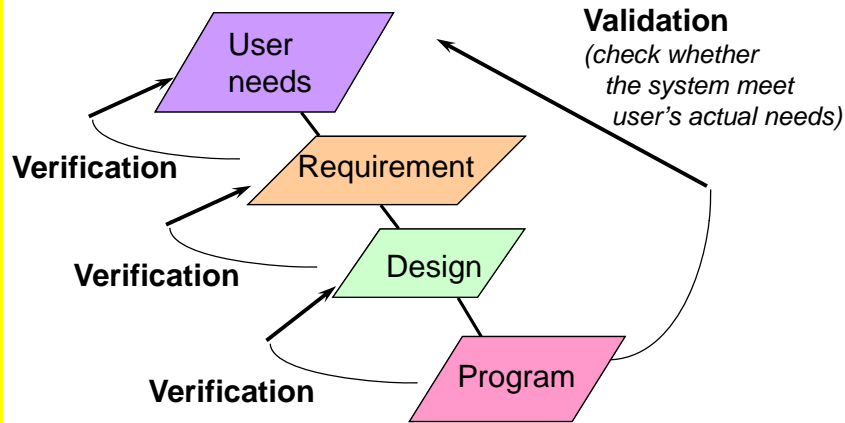 User
needs
Validation
(check whether
the system meet
user's actual needs)
Verification
Requirement
Verification
Design
Verification
Program